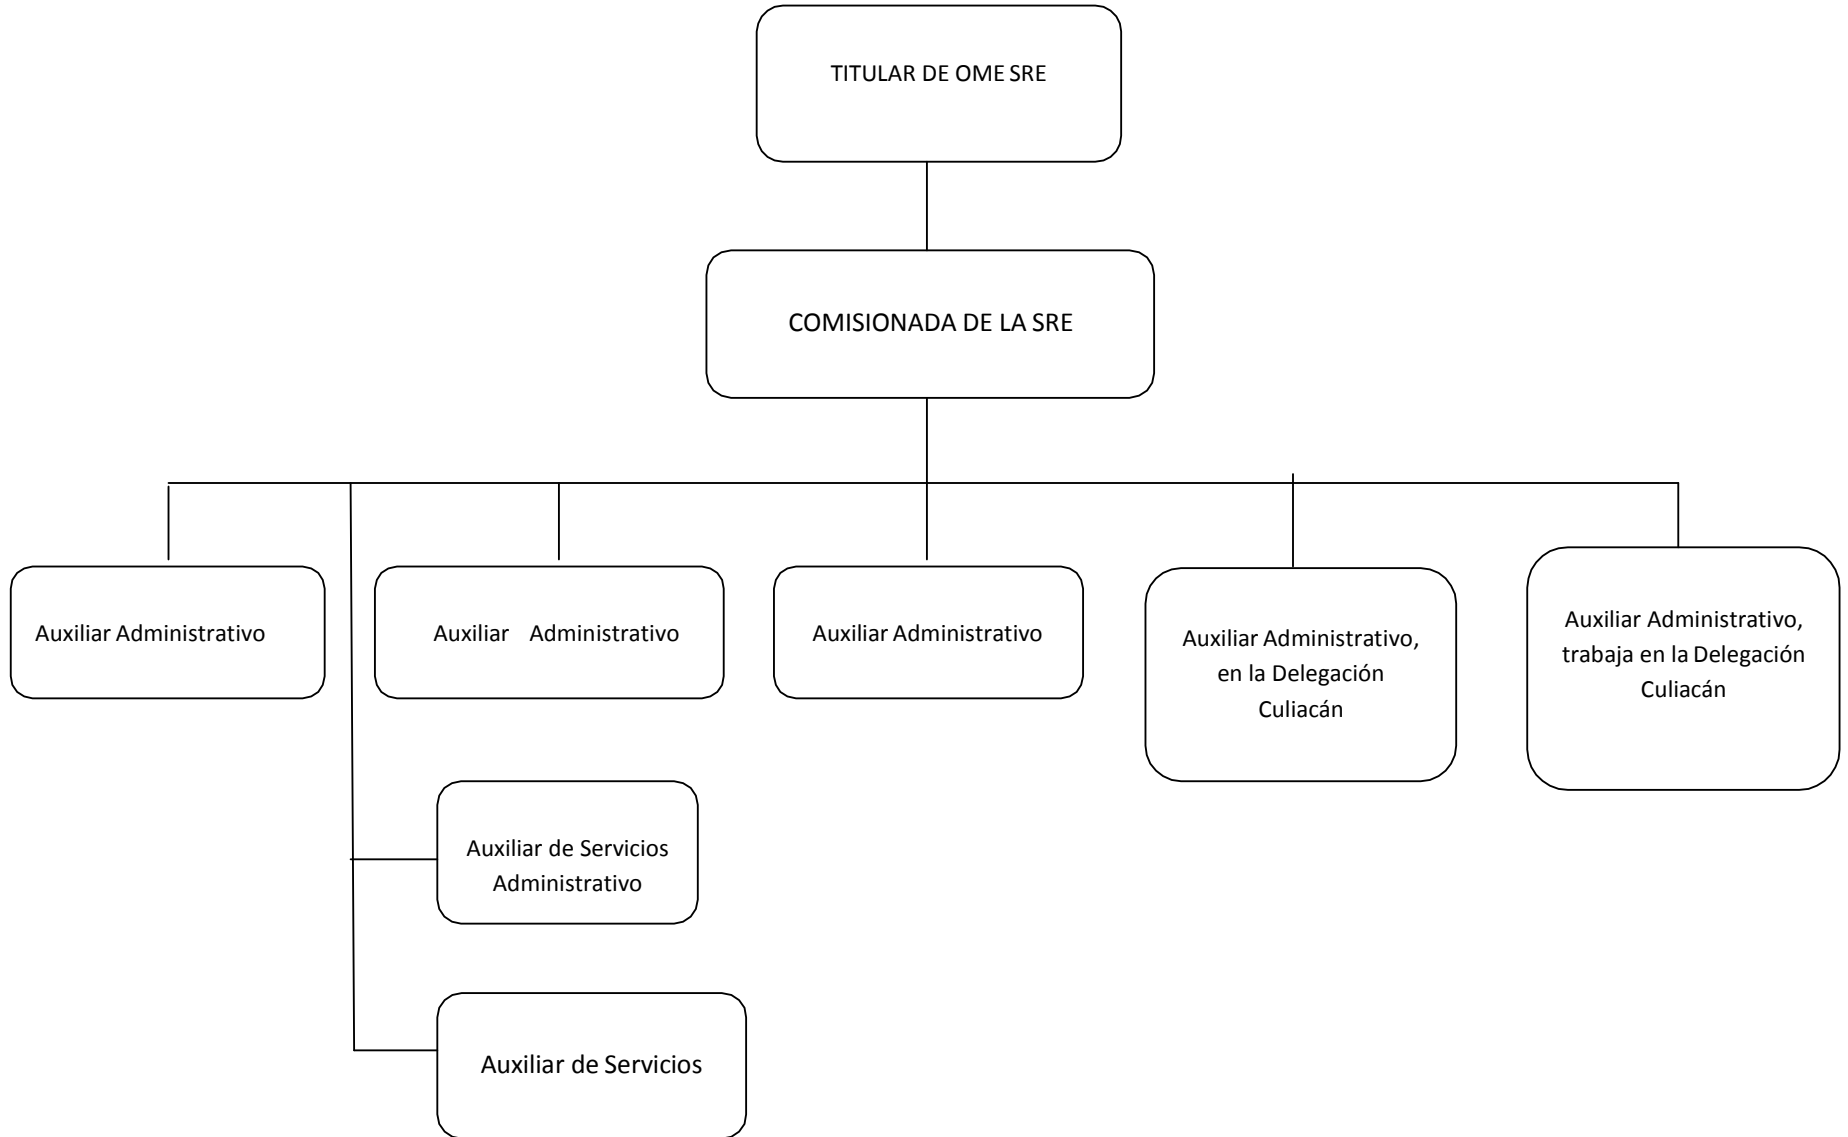 TITULAR DE OME SRE
COMISIONADA DE LA SRE
Auxiliar Administrativo
Auxiliar Administrativo
Auxiliar Administrativo
Auxiliar Administrativo,
en la Delegación
Culiacán
Auxiliar Administrativo,
trabaja en la Delegación
Culiacán
Auxiliar de Servicios
Administrativo
Auxiliar de Servicios